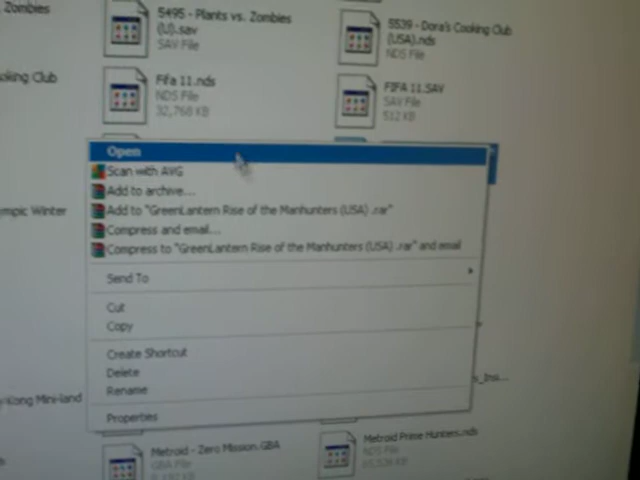 Zombies
5495 - Plants vs. Zombies
(U).sav
SAV File
5539 - Dora's Cooking Club
(USA).nds
NDS File
oking Club
Fifa 11.nds
NDS File
32,768 KB
FIFA 11.SAV
SAV File
512 KB
Open
Scan with AVG
Add to archive...
Add to "GreenLantern Rise of the Manhunters (USA) .rar"
Compress and email...
Compress to "GreenLantern Rise of the Manhunters (USA) .rar" and email
mpic Winter
Send To
Cut
Copy
Create Shortcut
Delete
Rename
Properties
y Kong Mini-land
Metroid - Zero Mission.GBA
GBA File
Metroid Prime Hunters.nds
NDS File